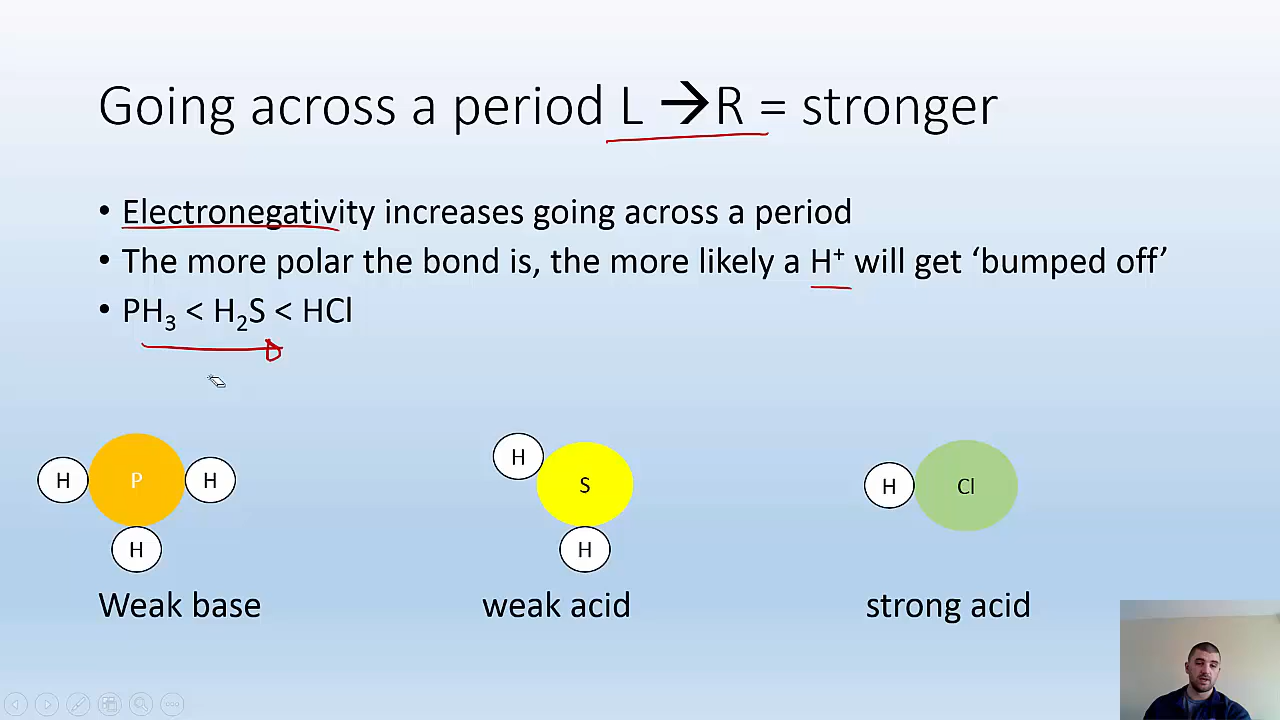 Going across a period L →R = stronger
• Electronegativity increases going across a period
• The more polar the bond is, the more likely a H⁺ will get ‘bumped off’
• PH₃ < H₂S < HCl
H P H H
H S H
H Cl
Weak base
weak acid
strong acid